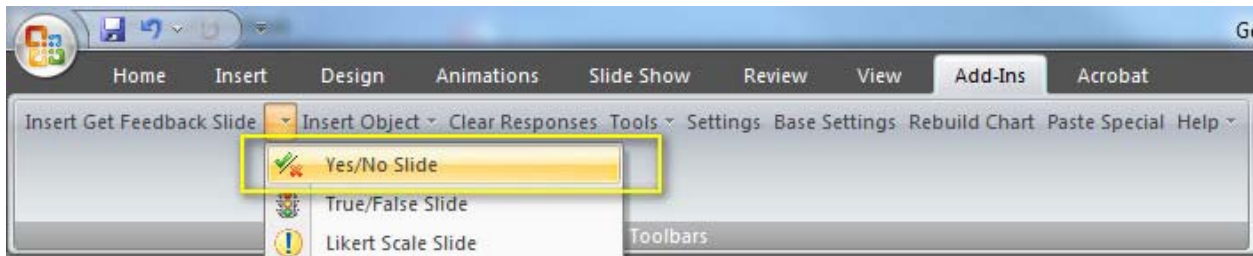 Ge
Home Insert Design Animations Slide Show Review View Add-Ins Acrobat
Insert Get Feedback Slide Insert Object Clear Responses Tools Settings Base Settings Rebuild Chart Paste Special Help
Yes/No Slide
True/False Slide
Likert Scale Slide
Toolbars